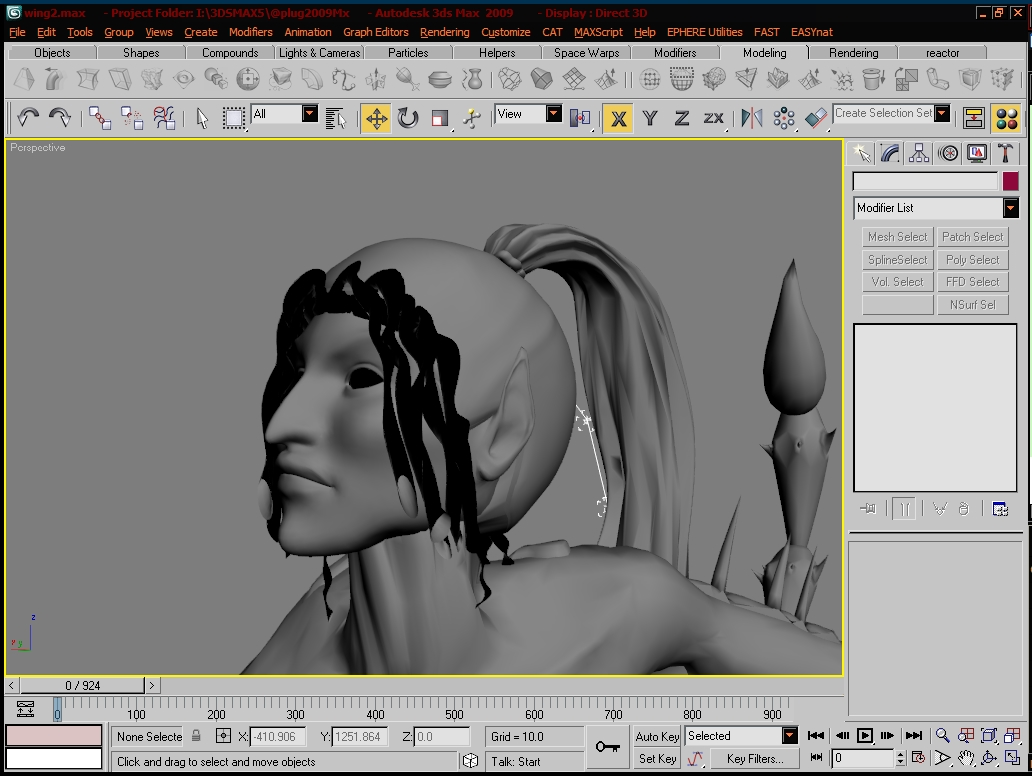 wing2.max - Project Folder: I:\3DSMAX5\@plug2009Mx - Autodesk 3ds Max 2009 - Display : Direct 3D
File Edit Tools Group Views Create Modifiers Animation Graph Editors Rendering Customize CAT MAXScript Help EPHERE Utilities FAST EASYnat
Objects Shapes Compounds Lights & Cameras Particles Helpers Space Warps Modifiers Modeling Rendering reactor
All View X Y Z ZX Create Selection Set
Perspective
Modifier List
Mesh Select Patch Select
SplineSelect Poly Select
Vol. Select FFD Select
NSurf Sel
z
y y
< 0 / 924 >
0 100 200 300 400 500 600 700 800 900
None Selecte X: -410.906 Y: 1251.864 Z: 0.0 Grid = 10.0 Auto Key Selected
Click and drag to select and move objects Talk: Start Set Key Key Filters... 0